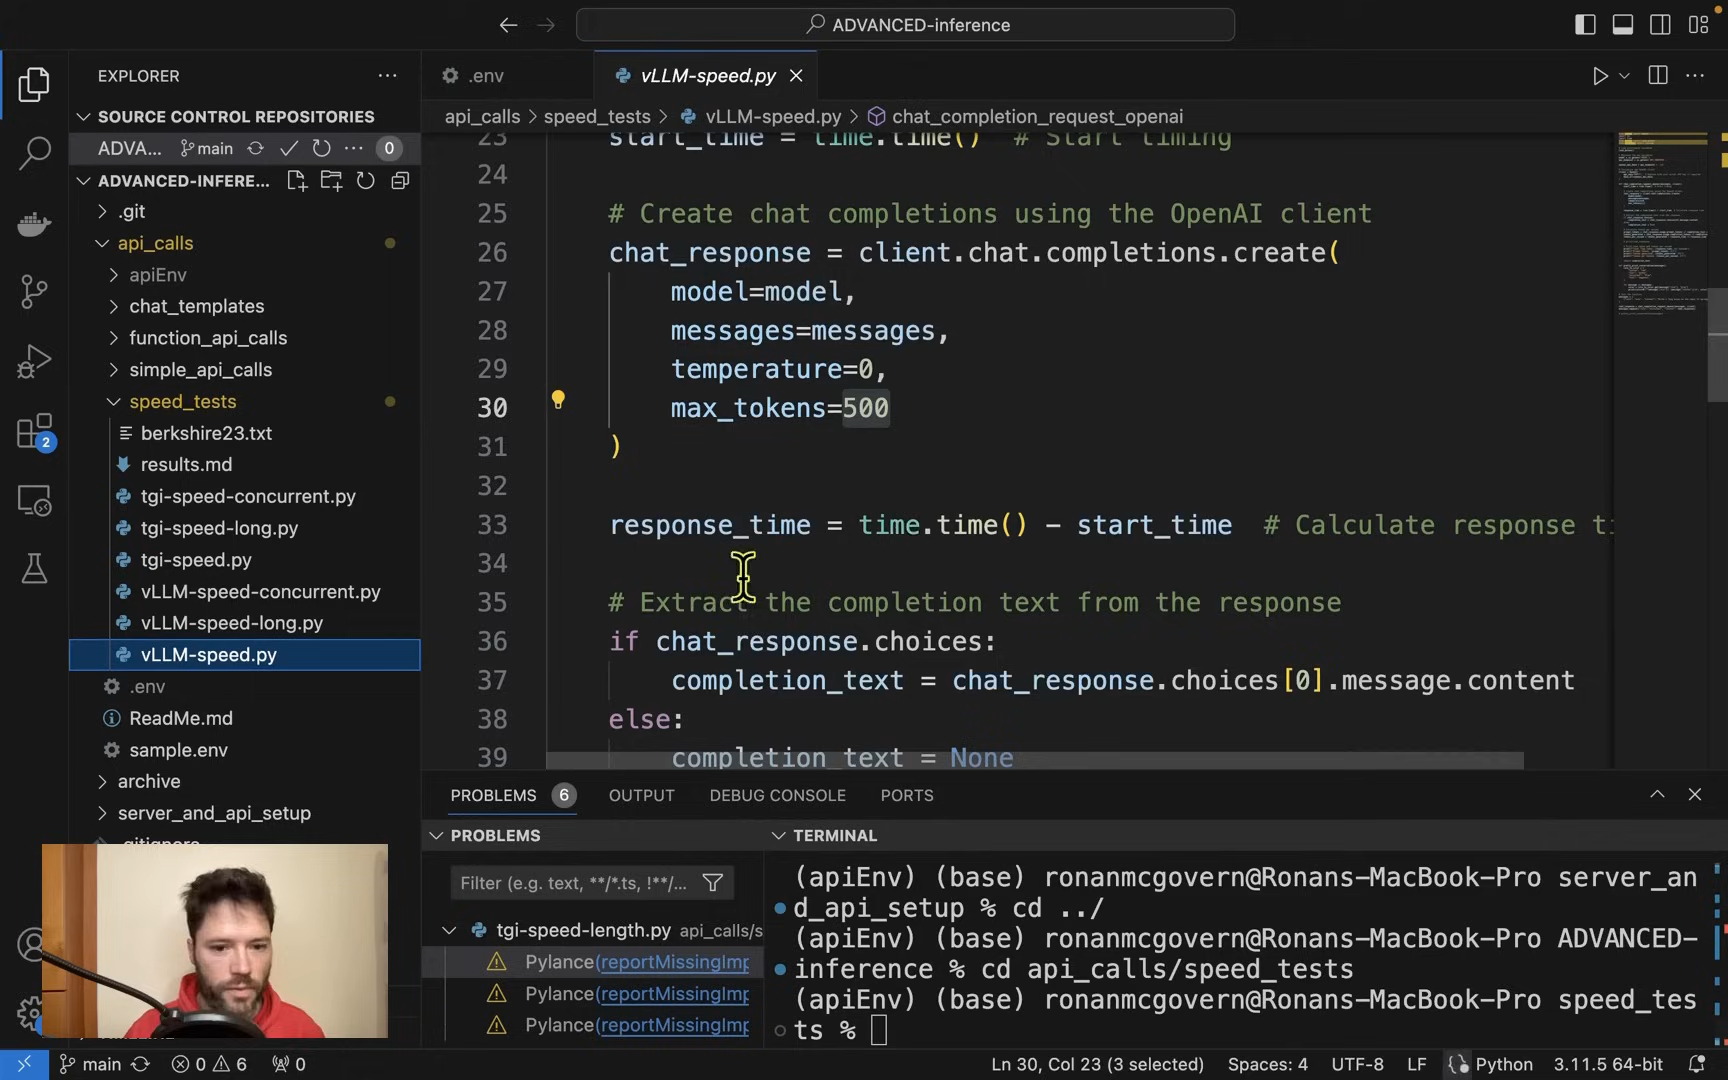 ADVANCED-inference
EXPLORER
SOURCE CONTROL REPOSITORIES
ADVA... main 0
ADVANCED-INFERE...
.git
api_calls
apiEnv
chat_templates
function_api_calls
simple_api_calls
speed_tests
berkshire23.txt
results.md
tgi-speed-concurrent.py
tgi-speed-long.py
tgi-speed.py
vLLM-speed-concurrent.py
vLLM-speed-long.py
vLLM-speed.py
.env
ReadMe.md
sample.env
archive
server_and_api_setup
.gitignore
2
.env vLLM-speed.py
api_calls > speed_tests > vLLM-speed.py > chat_completion_request_openai
23 start_time = time.time() # Start timing
24
25 # Create chat completions using the OpenAI client
26 chat_response = client.chat.completions.create(
27 model=model,
28 messages=messages,
29 temperature=0,
30 max_tokens=500
31 )
32
33 response_time = time.time() - start_time # Calculate response ti
34
35 # Extract the completion text from the response
36 if chat_response.choices:
37 completion_text = chat_response.choices[0].message.content
38 else:
39 completion_text = None
PROBLEMS 6 OUTPUT DEBUG CONSOLE PORTS
PROBLEMS
Filter (e.g. text, **/*.ts, !**/...
tgi-speed-length.py api_calls/s
Pylance(reportMissingImp
Pylance(reportMissingImp
Pylance(reportMissingImp
TERMINAL
(apiEnv) (base) ronanmcgovern@Ronans-MacBook-Pro server_an
d_api_setup % cd ../
(apiEnv) (base) ronanmcgovern@Ronans-MacBook-Pro ADVANCED-
inference % cd api_calls/speed_tests
(apiEnv) (base) ronanmcgovern@Ronans-MacBook-Pro speed_tes
ts %
main 0 6 0 Ln 30, Col 23 (3 selected) Spaces: 4 UTF-8 LF Python 3.11.5 64-bit